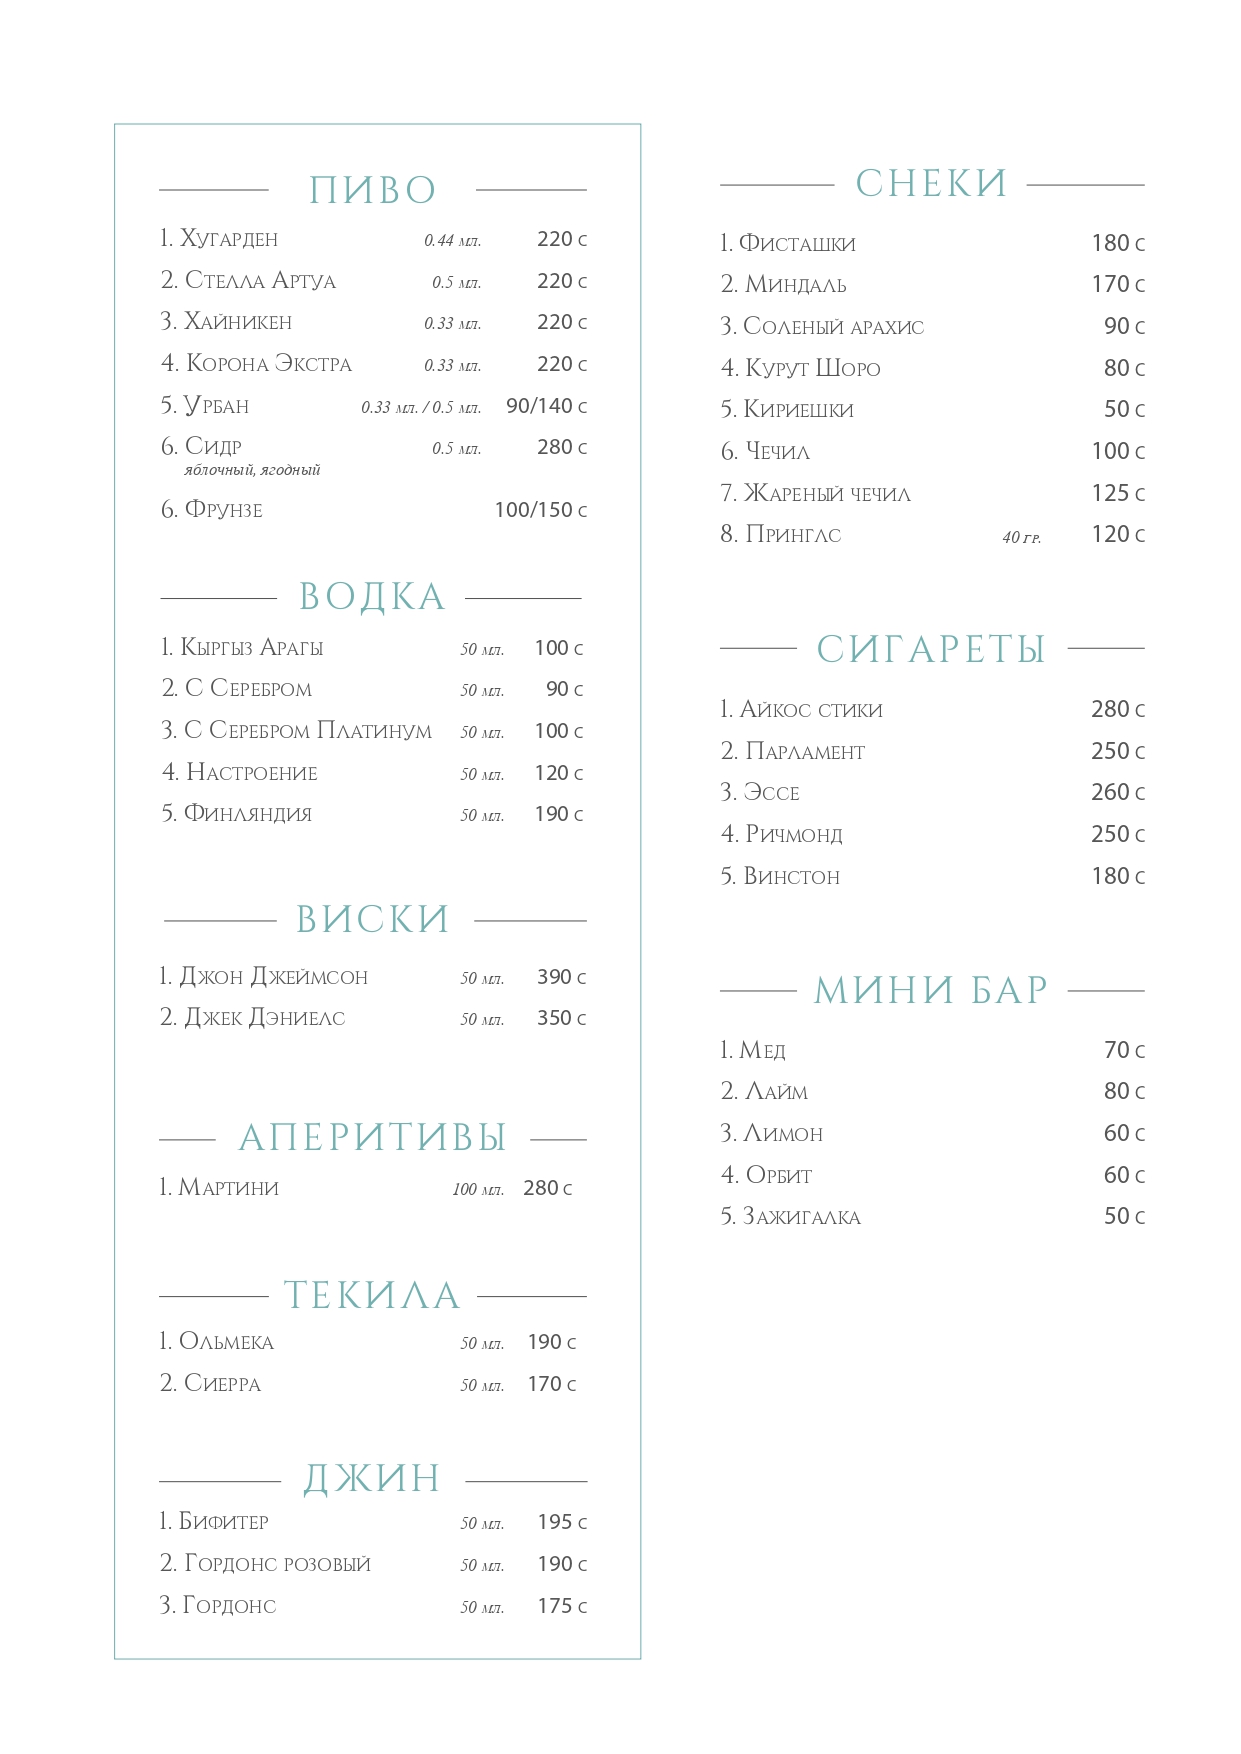 ПИВО
1. Хугарден 0.44 мл. 220 с
2. Стелла Артуа 0.5 мл. 220 с
3. Хайникен 0.33 мл. 220 с
4. Корона Экстра 0.33 мл. 220 с
5. Урбан 0.33 мл. / 0.5 мл. 90/140 с
6. Сидр 0.5 мл. 280 с
яблочный, ягодный
6. Фрунзе 100/150 с
ВОДКА
1. Кыргыз Арагы 50 мл. 100 с
2. С Серебром 50 мл. 90 с
3. С Серебром Платинум 50 мл. 100 с
4. Настроение 50 мл. 120 с
5. Финляндия 50 мл. 190 с
ВИСКИ
1. Джон Джеймсон 50 мл. 390 с
2. Джек Дэниелс 50 мл. 350 с
АПЕРИТИВЫ
1. Мартини 100 мл. 280 с
ТЕКИЛА
1. Ольмека 50 мл. 190 с
2. Сиерра 50 мл. 170 с
ДЖИН
1. Бифитер 50 мл. 195 с
2. Гордонс розовый 50 мл. 190 с
3. Гордонс 50 мл. 175 с
СНЕКИ
1. Фисташки 180 с
2. Миндаль 170 с
3. Соленый арахис 90 с
4. Курут Шоро 80 с
5. Кириешки 50 с
6. Чечил 100 с
7. Жареный чечил 125 с
8. Принглс 40 гр. 120 с
СИГАРЕТЫ
1. Айкос стики 280 с
2. Парламент 250 с
3. Эссе 260 с
4. Ричмонд 250 с
5. Винстон 180 с
МИНИ БАР
1. Мед 70 с
2. Лайм 80 с
3. Лимон 60 с
4. Орбит 60 с
5. Зажигалка 50 с